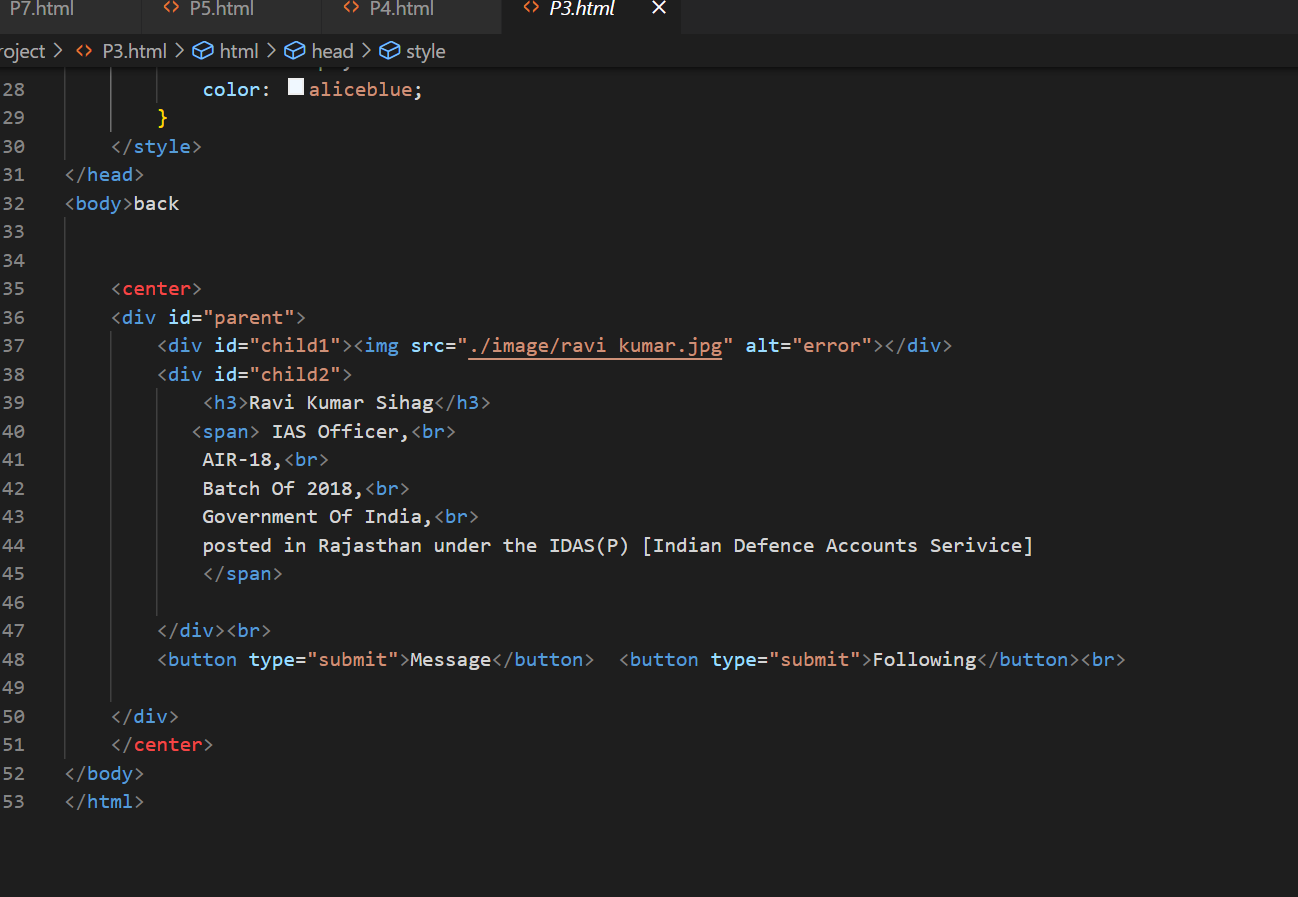 P7.html P5.html P4.html P3.html
roject > P3.html > html > head > style
28 color: aliceblue;
29 }
30 </style>
31 </head>
32 <body>back
33
34
35 <center>
36 <div id="parent">
37 <div id="child1"><img src="./image/ravi kumar.jpg" alt="error"></div>
38 <div id="child2">
39 <h3>Ravi Kumar Sihag</h3>
40 <span> IAS Officer,<br>
41 AIR-18,<br>
42 Batch Of 2018,<br>
43 Government Of India,<br>
44 posted in Rajasthan under the IDAS(P) [Indian Defence Accounts Serivice]
45 </span>
46
47 </div><br>
48 <button type="submit">Message</button> <button type="submit">Following</button><br>
49
50 </div>
51 </center>
52 </body>
53 </html>